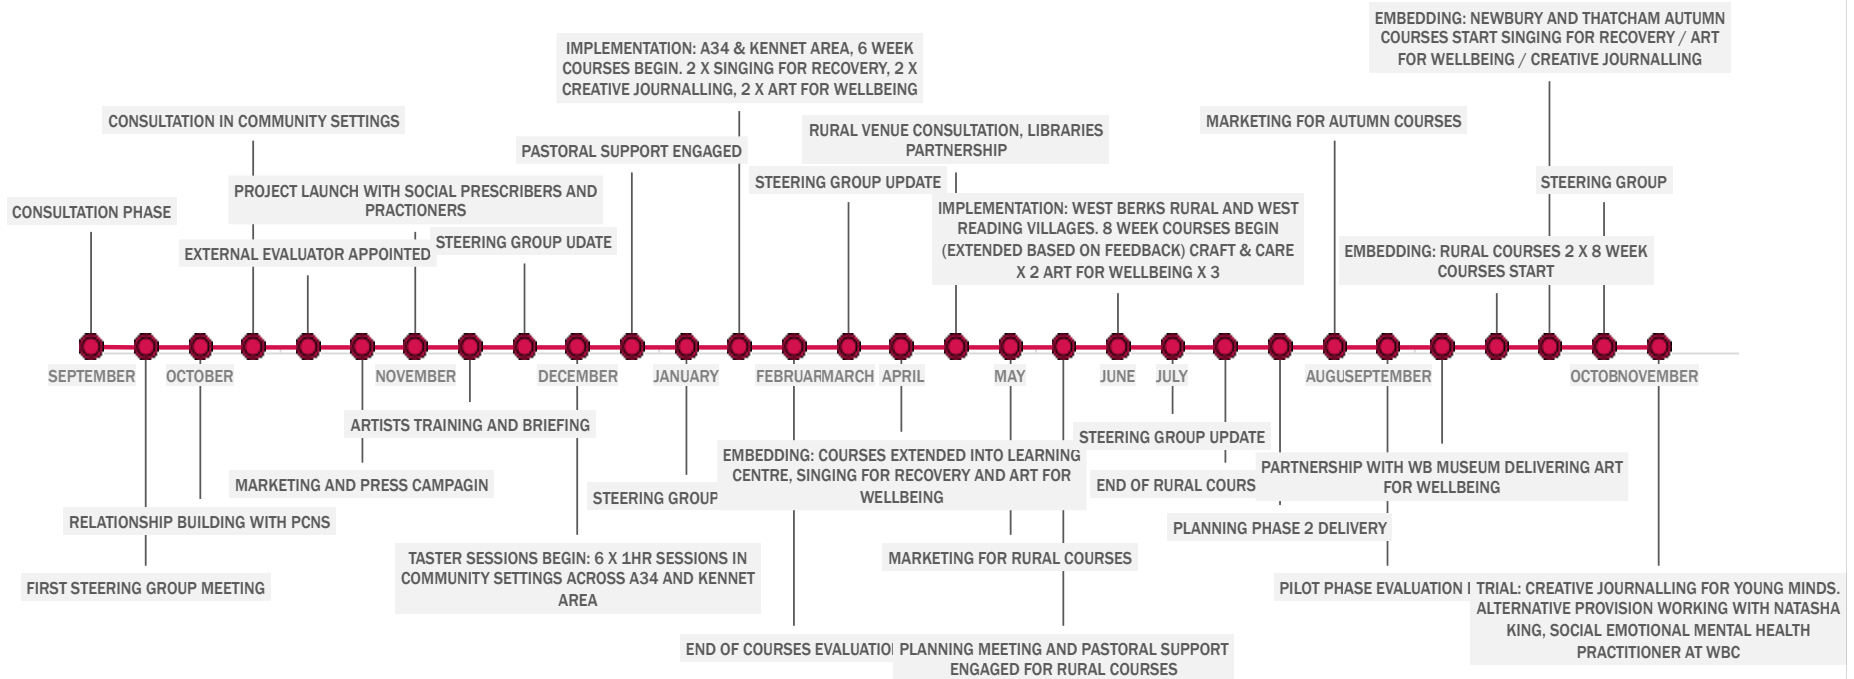 EMBEDDING: NEWBURY AND THATCHAM AUTUMN
COURSES START SINGING FOR RECOVERY / ART
FOR WELLBEING / CREATIVE JOURNALLING
IMPLEMENTATION: A34 & KENNET AREA, 6 WEEK
COURSES BEGIN. 2 X SINGING FOR RECOVERY, 2 X
CREATIVE JOURNALLING, 2 X ART FOR WELLBEING
CONSULTATION IN COMMUNITY SETTINGS
MARKETING FOR AUTUMN COURSES
RURAL VENUE CONSULTATION, LIBRARIES
PARTNERSHIP
PASTORAL SUPPORT ENGAGED
STEERING GROUP UPDATE
STEERING GROUP
PROJECT LAUNCH WITH SOCIAL PRESCRIBERS AND
PRACTIONERS
CONSULTATION PHASE
IMPLEMENTATION: WEST BERKS RURAL AND WEST
READING VILLAGES. 8 WEEK COURSES BEGIN
(EXTENDED BASED ON FEEDBACK) CRAFT & CARE
X 2 ART FOR WELLBEING X 3
EXTERNAL EVALUATOR APPOINTED
STEERING GROUP UDATE
EMBEDDING: RURAL COURSES 2 X 8 WEEK
COURSES START
SEPTEMBER
OCTOBER
NOVEMBER
DECEMBER
JANUARY
FEBRUAR
MARCH
APRIL
MAY
JUNE
JULY
AUGU
SEPTEMBER
OCTOB
NOVEMBER
ARTISTS TRAINING AND BRIEFING
STEERING GROUP UPDATE
MARKETING AND PRESS CAMPAGIN
STEERING GROUP
EMBEDDING: COURSES EXTENDED INTO LEARNING
CENTRE, SINGING FOR RECOVERY AND ART FOR
WELLBEING
END OF RURAL COURS
PARTNERSHIP WITH WB MUSEUM DELIVERING ART
FOR WELLBEING
RELATIONSHIP BUILDING WITH PCNS
PLANNING PHASE 2 DELIVERY
TASTER SESSIONS BEGIN: 6 X 1HR SESSIONS IN
COMMUNITY SETTINGS ACROSS A34 AND KENNET
AREA
MARKETING FOR RURAL COURSES
FIRST STEERING GROUP MEETING
PILOT PHASE EVALUATION
TRIAL: CREATIVE JOURNALLING FOR YOUNG MINDS.
ALTERNATIVE PROVISION WORKING WITH NATASHA
KING, SOCIAL EMOTIONAL MENTAL HEALTH
PRACTITIONER AT WBC
END OF COURSES EVALUATIO
PLANNING MEETING AND PASTORAL SUPPORT
ENGAGED FOR RURAL COURSES